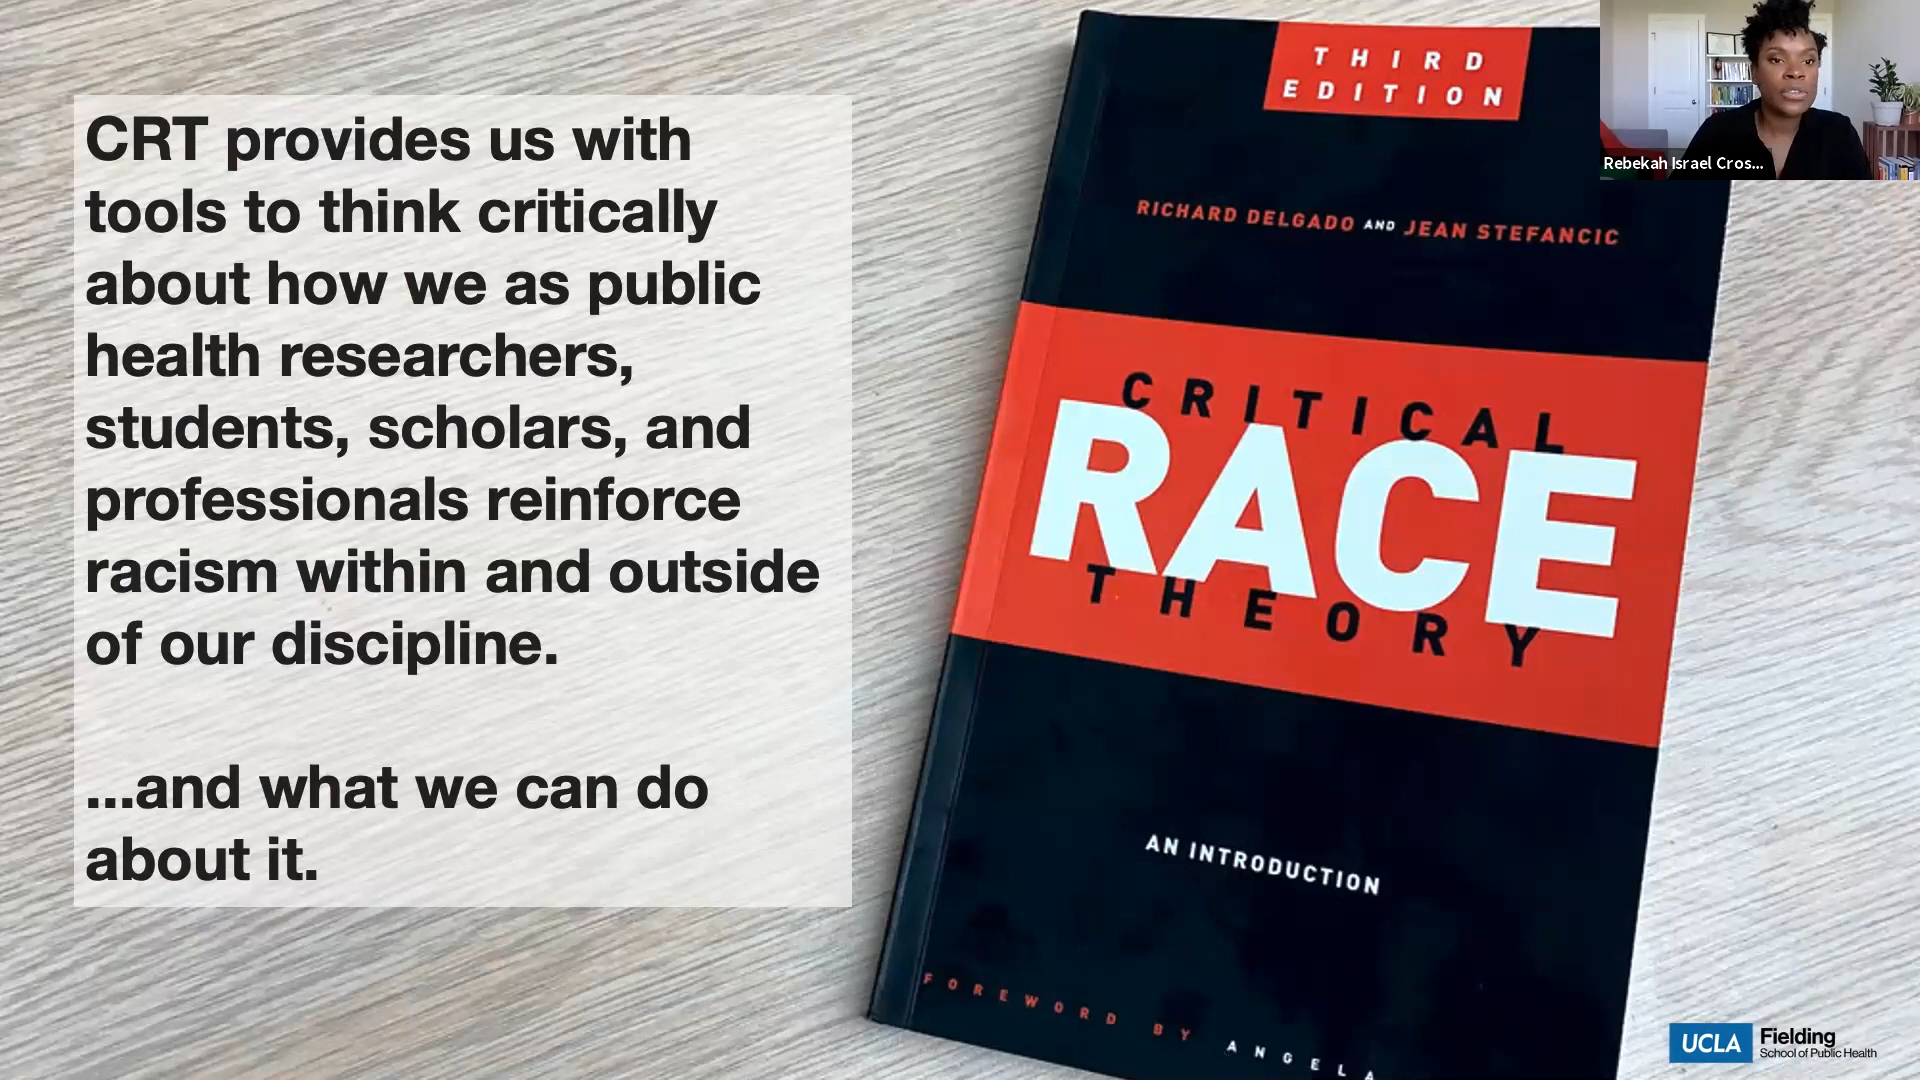 CRT provides us with
tools to think critically
about how we as public
health researchers,
students, scholars, and
professionals reinforce
racism within and outside
of our discipline.
...and what we can do
about it.
THIRD
EDITION
RICHARD DELGADO AND JEAN STEFANCIC
CRITICAL
RACE
THEORY
AN INTRODUCTION
FOREWORD BY ANGELA
Rebekah Israel Cros...
UCLA Fielding
School of Public Health